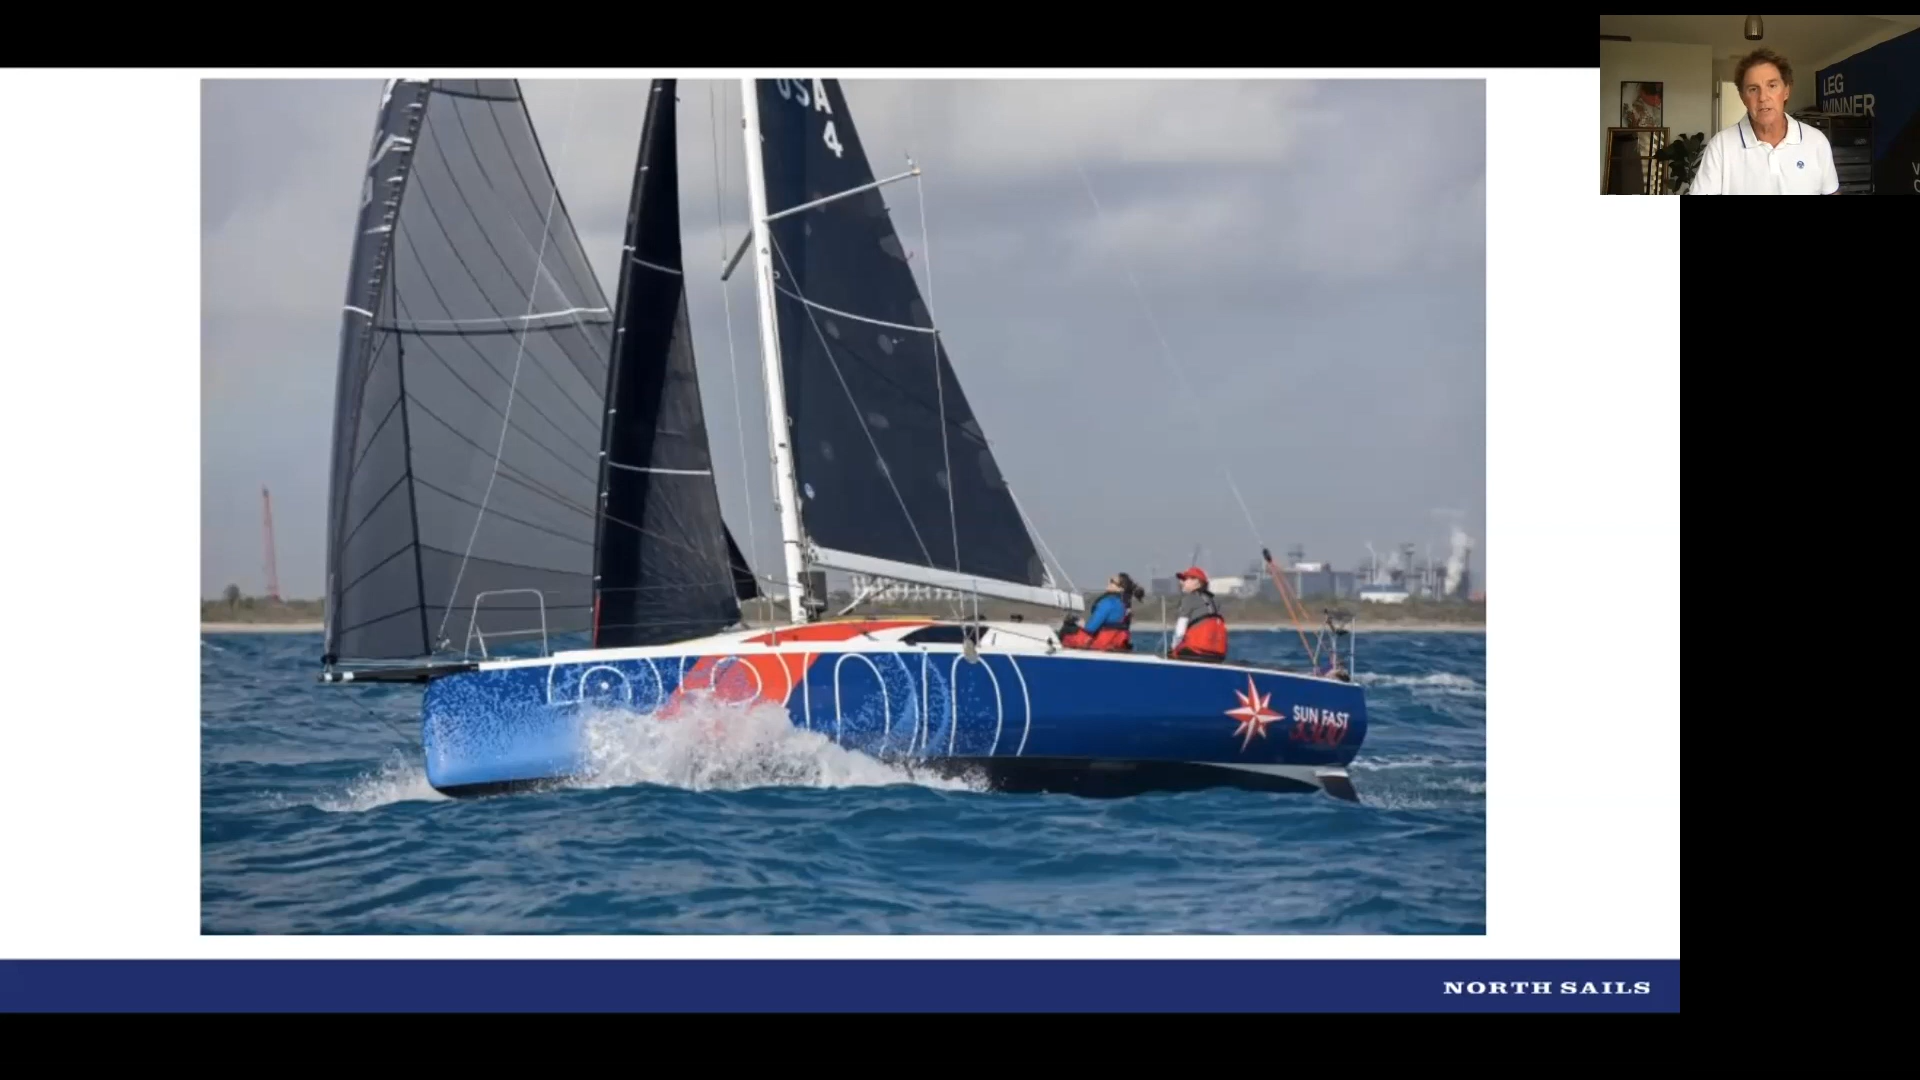 LEG
WINNER
USA
4
SUN FAST
3300
NORTH SAILS